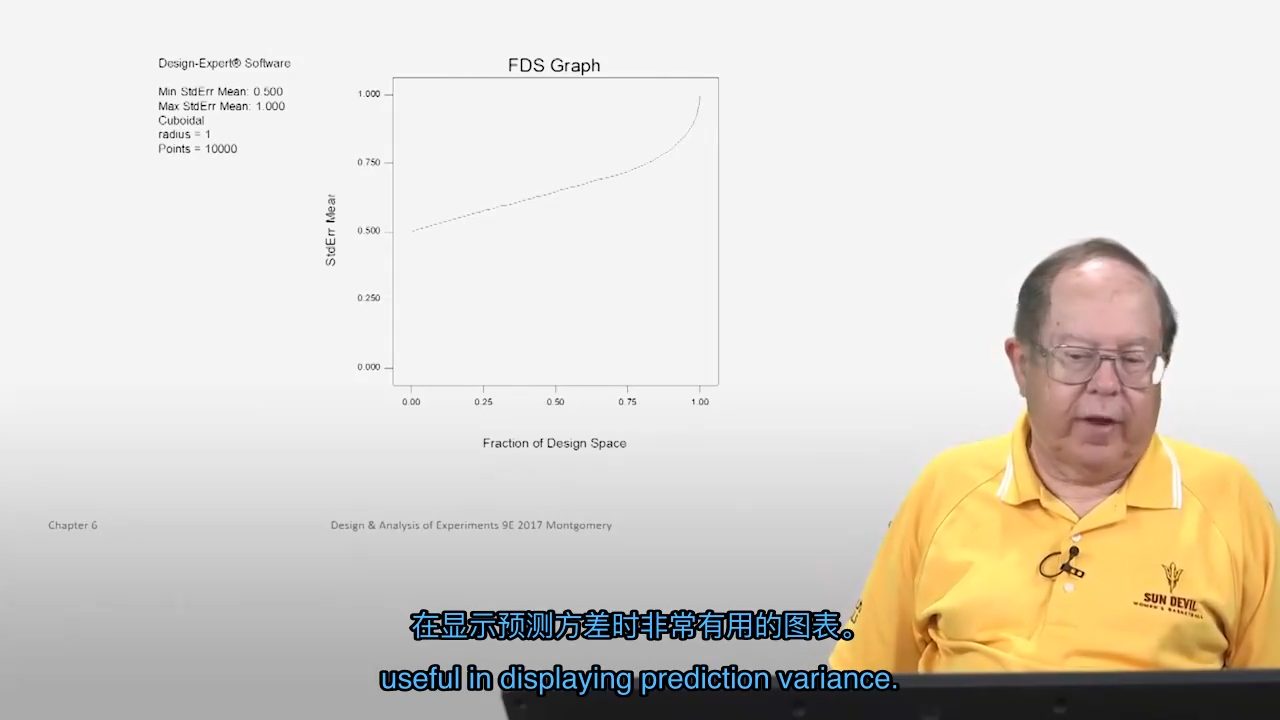 Design-Expert® Software
Min StdErr Mean: 0.500
Max StdErr Mean: 1.000
Cuboidal
radius = 1
Points = 10000
FDS Graph
1.000
0.750
0.500
0.250
0.000
StdErr Mean
0.00 0.25 0.50 0.75 1.00
Fraction of Design Space
Chapter 6
Design & Analysis of Experiments 9E 2017 Montgomery
SUN DEVIL
在显示预测方差时非常有用的图表。
useful in displaying prediction variance.